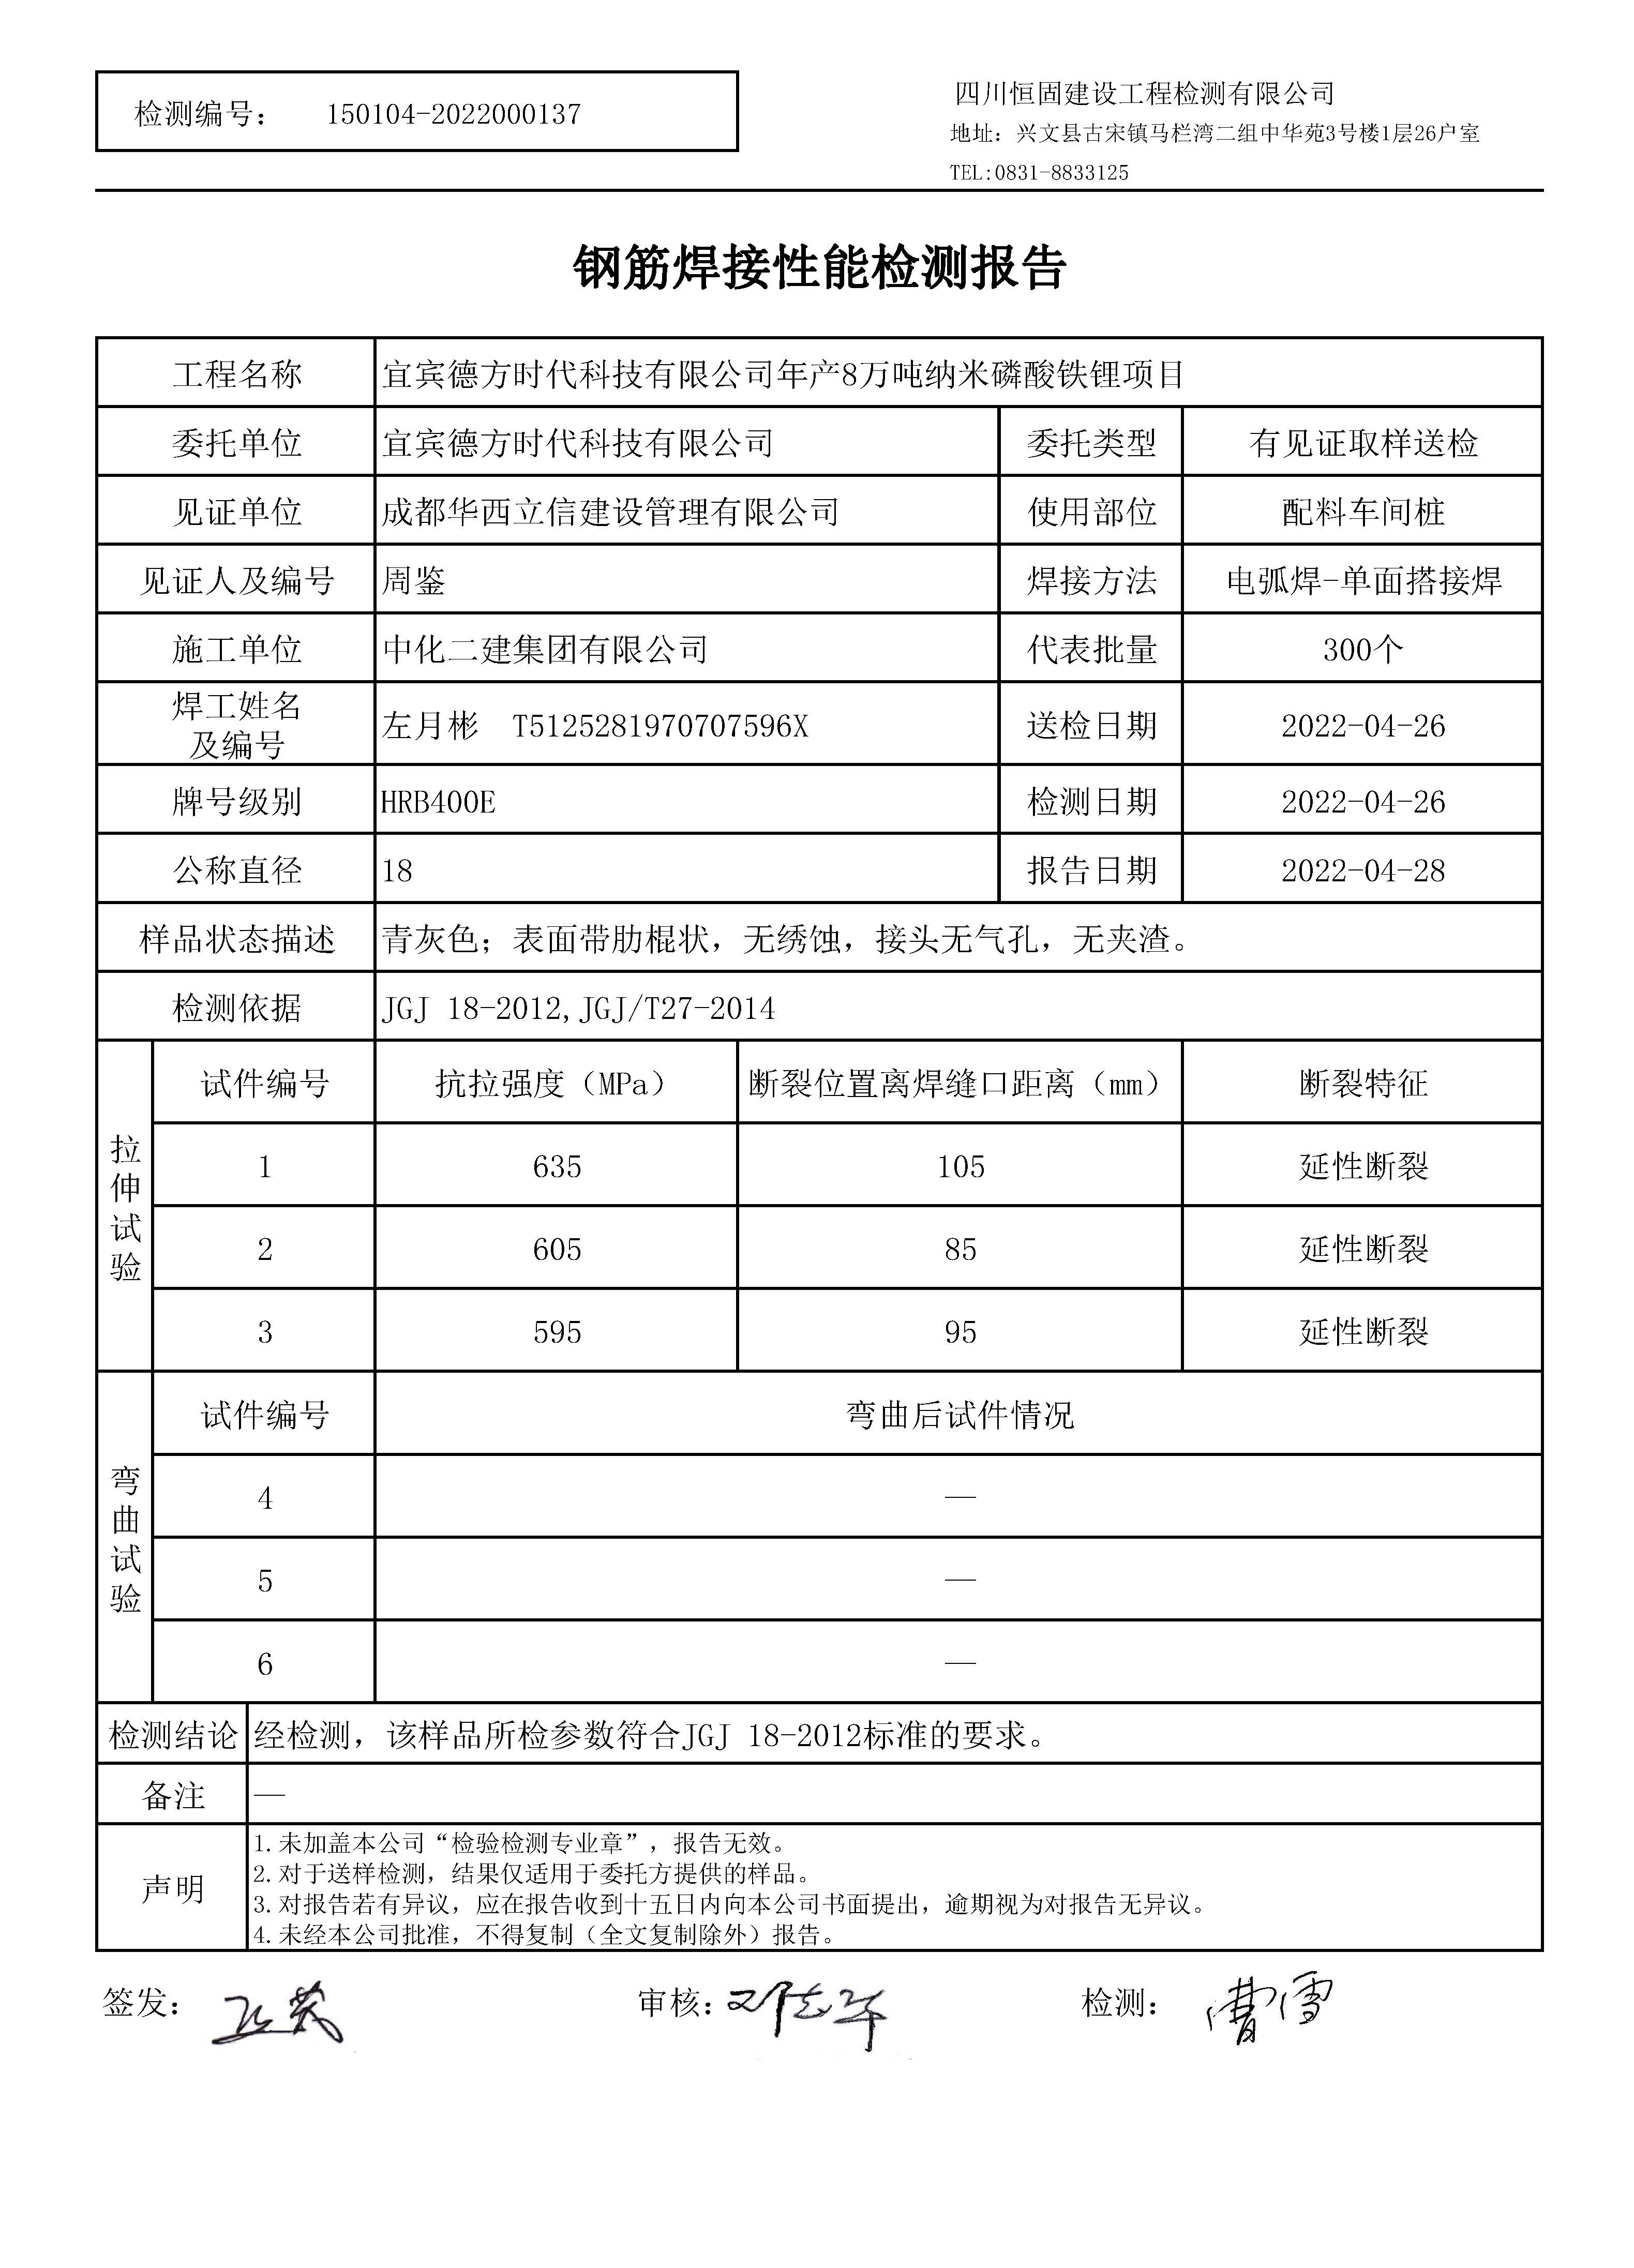 检测编号： 150104-2022000137
四川恒固建设工程检测有限公司
地址：兴文县古宋镇马栏湾二组中华苑3号楼1层26户室
TEL:0831-8833125
钢筋焊接性能检测报告
工程名称 宜宾德方时代科技有限公司年产8万吨纳米磷酸铁锂项目
委托单位 宜宾德方时代科技有限公司 委托类型 有见证取样送检
见证单位 成都华西立信建设管理有限公司 使用部位 配料车间桩
见证人及编号 周鉴 焊接方法 电弧焊-单面搭接焊
施工单位 中化二建集团有限公司 代表批量 300个
焊工姓名
及编号 左月彬 T5125281970707596X 送检日期 2022-04-26
牌号级别 HRB400E 检测日期 2022-04-26
公称直径 18 报告日期 2022-04-28
样品状态描述 青灰色；表面带肋棍状，无绣蚀，接头无气孔，无夹渣。
检测依据 JGJ 18-2012,JGJ/T27-2014
拉伸试验
试件编号 抗拉强度（MPa） 断裂位置离焊缝口距离（mm） 断裂特征
1 635 105 延性断裂
2 605 85 延性断裂
3 595 95 延性断裂
弯曲试验
试件编号 弯曲后试件情况
4 —
5 —
6 —
检测结论 经检测，该样品所检参数符合JGJ 18-2012标准的要求。
备注 —
声明
1.未加盖本公司“检验检测专业章”，报告无效。
2.对于送样检测，结果仅适用于委托方提供的样品。
3.对报告若有异议，应在报告收到十五日内向本公司书面提出，逾期视为对报告无异议。
4.未经本公司批准，不得复制（全文复制除外）报告。
签发： 审核：邓志华 检测：曹雪